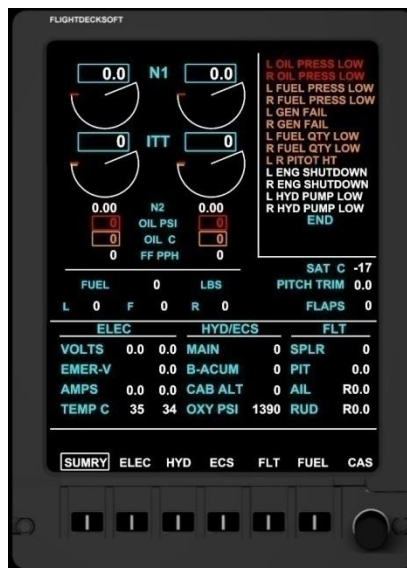 FLIGHTDECKSOFT
0.0 N1 0.0
0 ITT 0
0.00 N2 0.00
0 OIL PSI 0
0 OIL C 0
0 FF PPH 0
L OIL PRESS LOW
R OIL PRESS LOW
L FUEL PRESS LOW
R FUEL PRESS LOW
L GEN FAIL
R GEN FAIL
L FUEL QTY LOW
R FUEL QTY LOW
L R PITOT HT
L ENG SHUTDOWN
R ENG SHUTDOWN
L HYD PUMP LOW
R HYD PUMP LOW
END
SAT C -17
FUEL 0 LBS PITCH TRIM 0.0
L 0 F 0 R 0 FLAPS 0
ELEC HYD/ECS FLT
VOLTS 0.0 0.0 MAIN 0 SPLR 0
EMER-V 0.0 B-ACUM 0 PIT 0.0
AMPS 0.0 0.0 CAB ALT 0 AIL R0.0
TEMP C 35 34 OXY PSI 1390 RUD R0.0
SUMRY ELEC HYD ECS FLT FUEL CAS